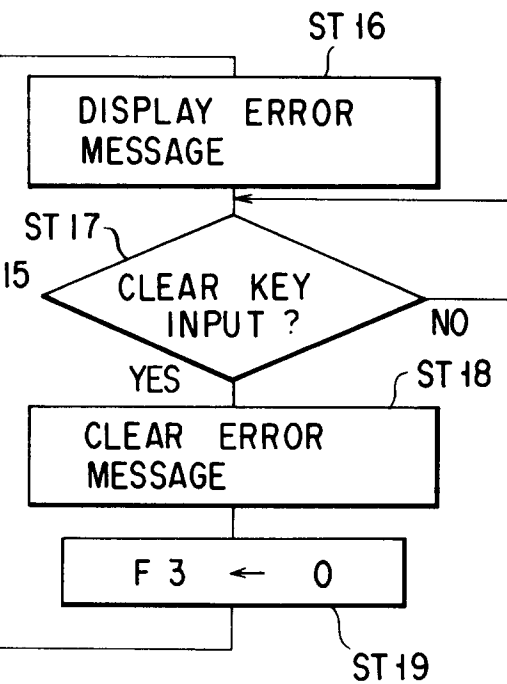 ST 16
DISPLAY ERROR
MESSAGE
ST 17
15
CLEAR KEY
INPUT ?
NO
YES
ST 18
CLEAR ERROR
MESSAGE
F 3 ← 0
ST 19